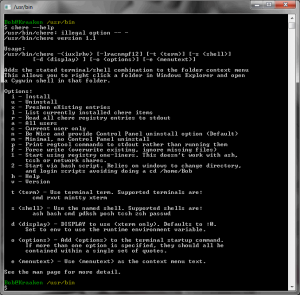 /usr/bin
Bob@Kraaken /usr/bin
$ chere --help
/usr/bin/chere: illegal option -- -
/usr/bin/chere version 1.1
Usage:
/usr/bin/chere -{iuxlrhv} [-lracnmpf12] [-t {term}] [-s {shell}]
[-d {display} ] [-o {options}] [-e {menutext}]
Adds the stated terminal/shell combination to the folder context menu
This allows you to right click a folder in Windows Explorer and open
a Cygwin shell in that folder.
Options:
i - Install
u - Uninstall
x - Freshen eXisting entries
l - List currently installed chere items
r - Read all chere registry entries to stdout
a - All users
c - Current user only
n - Be Nice and provide Control Panel uninstall option (Default)
m - Minimal, no Control Panel uninstall
p - Print regtool commands to stdout rather than running them
f - Force write (overwrite existing, ignore missing files)
1 - Start using registry one-liners. This doesn't work with ash,
tcsh or network shares.
2 - Start via bash script. Relies on windows to change directory,
and login scripts avoiding doing a cd /home/Bob
h - Help
v - Version
t {term} - Use terminal term. Supported terminals are:
cmd rxvt mintty xterm
s {shell} - Use the named shell. Supported shells are:
ash bash cmd pdksh posh tcsh zsh passwd
d {display} - DISPLAY to use (xterm only). Defaults to :0.
Set to env to use the runtime environment variable.
o {options} - Add {options} to the terminal startup command.
If more than one option is specified, they should all be
contained within a single set of quotes.
e {menutext} - Use {menutext} as the context menu text.
See the man page for more detail.
Bob@Kraaken /usr/bin
$